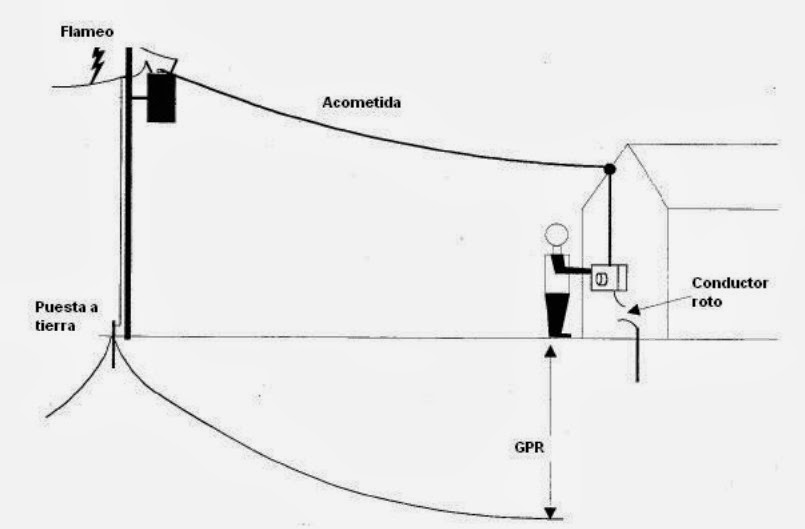 Flameo
Acometida
Puesta a
tierra
Conductor
roto
GPR